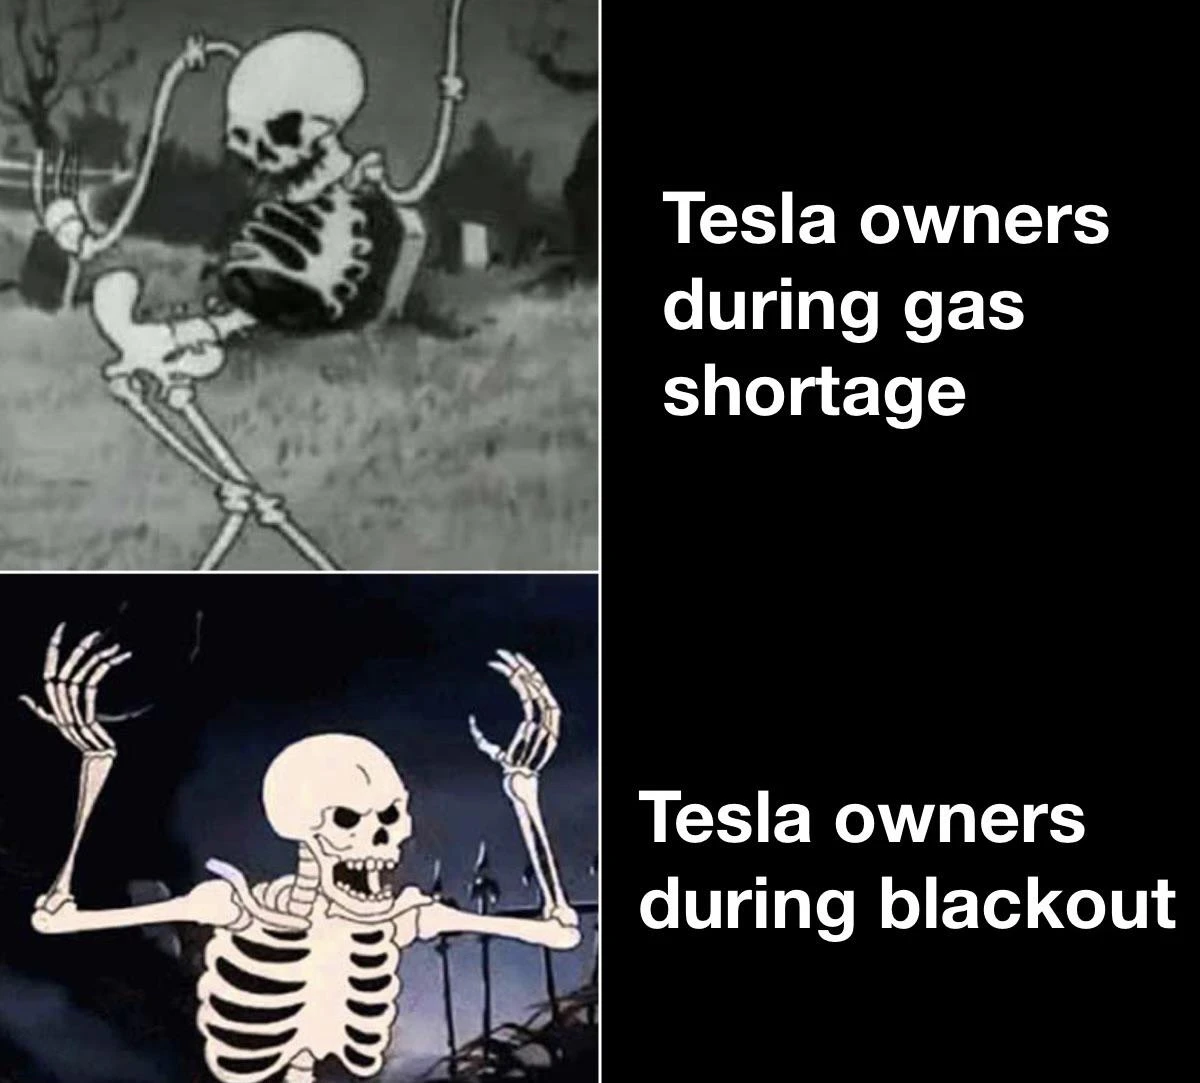 Tesla owners
during gas
shortage
Tesla owners
during blackout